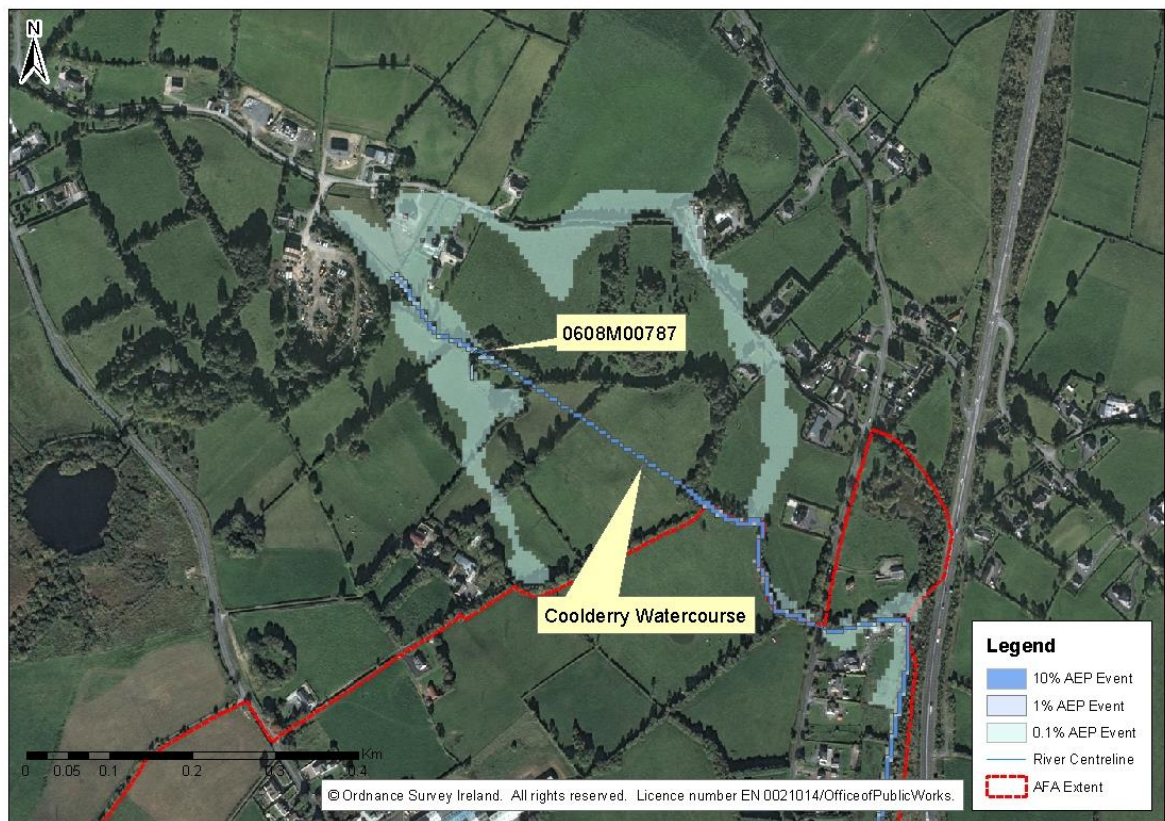 N
0608M00787
Coolderry Watercourse
Legend
10% AEP Event
1% AEP Event
0.1% AEP Event
River Centreline
AFA Extent
Km
0 0.05 0.1 0.2 0.3 0.4
© Ordnance Survey Ireland. All rights reserved. Licence number EN 0021014/OfficeofPublicWorks.